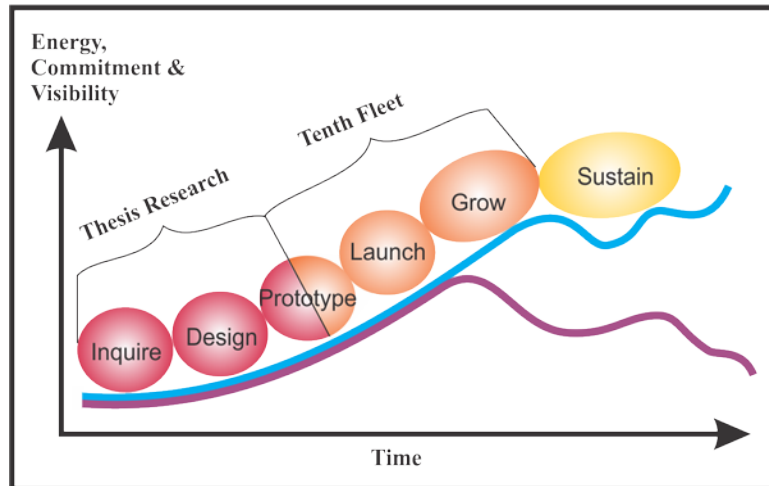 Energy,
Commitment &
Visibility
Tenth Fleet
Thesis Research
Sustain
Grow
Launch
Prototype
Design
Inquire
Time